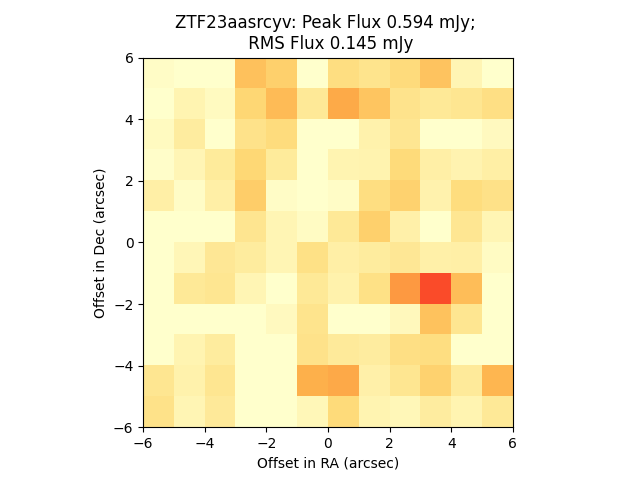 ZTF23aasrcyv: Peak Flux 0.594 mJy;
RMS Flux 0.145 mJy
6
4
2
0
−2
−4
−6
Offset in Dec (arcsec)
−6 −4 −2 0 2 4 6
Offset in RA (arcsec)